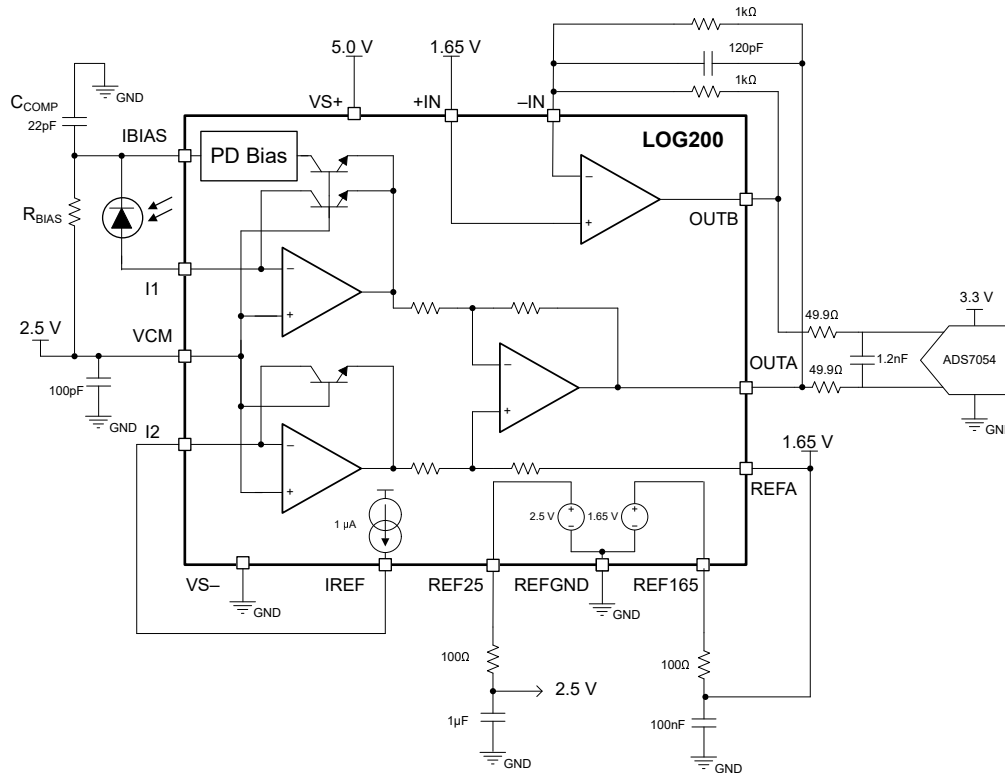 1kΩ
5.0 V
1.65 V
120pF
GND
1kΩ
C_COMP
VS+
+IN
–IN
22pF
IBIAS
LOG200
PD Bias
–
R_BIAS
+
OUTB
I1
–
3.3 V
+
49.9Ω
2.5 V
VCM
1.2nF
ADS7054
OUTA
49.9Ω
–
100pF
GND
+
GND
I2
–
1.65 V
+
REFA
1 µA
2.5 V
+
–
1.65 V
+
–
VS–
IREF
REF25
REFGND
REF165
GND
GND
100Ω
100Ω
2.5 V
1µF
100nF
GND
GND